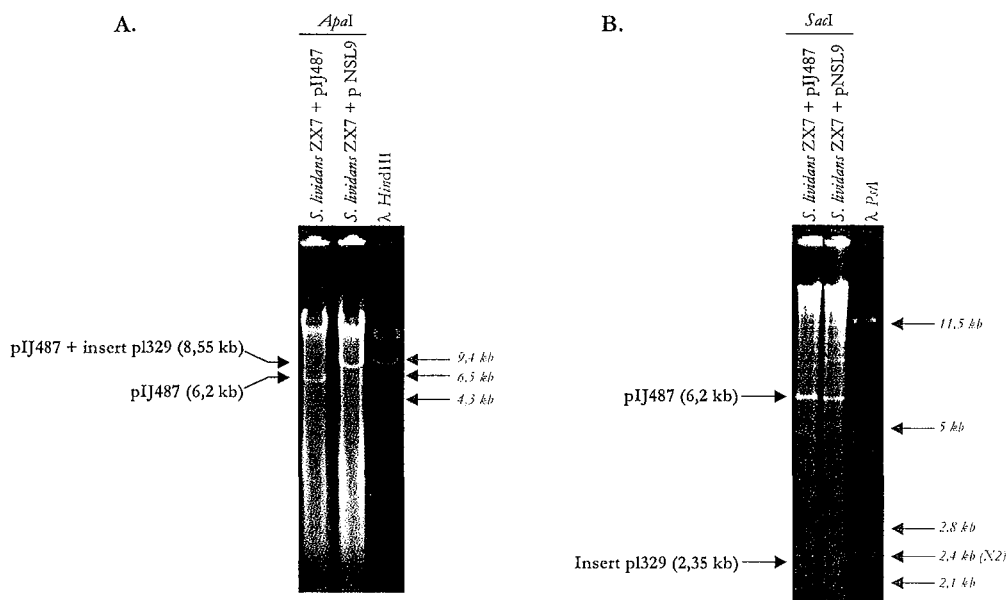 A.
ApaI
S. lividans ZX7 + pIJ487
S. lividans ZX7 + pNSL9
λ HindIII
pIJ487 + insert pl329 (8,55 kb)
pIJ487 (6,2 kb)
9,4 kb
6,5 kb
4,3 kb
B.
SacI
S. lividans ZX7 + pIJ487
S. lividans ZX7 + pNSL9
λ PstI
pIJ487 (6,2 kb)
Insert pl329 (2,35 kb)
11,5 kb
5 kb
2,8 kb
2,4 kb (X2)
2,1 kb